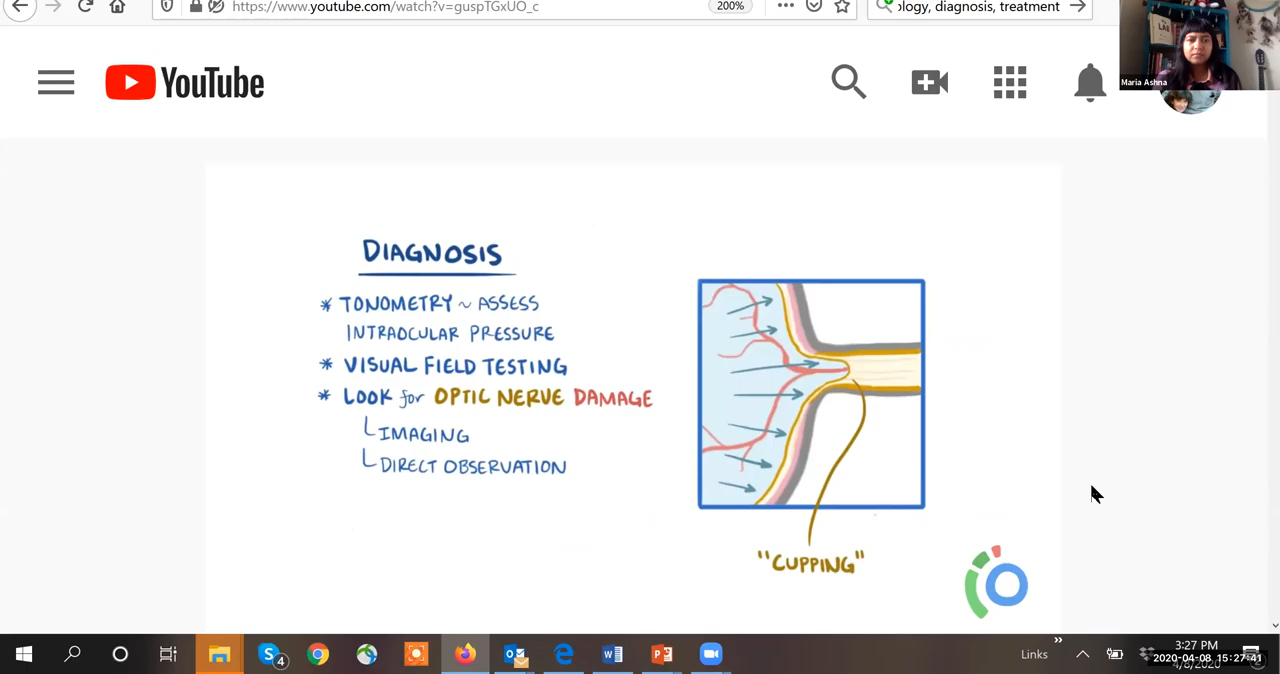 https://www.youtube.com/watch?v=guspTGxUO_c
200%
ology, diagnosis, treatment
YouTube
Maria Ashna
DIAGNOSIS
* TONOMETRY ~ ASSESS
INTRAOCULAR PRESSURE
* VISUAL FIELD TESTING
* LOOK for OPTIC NERVE DAMAGE
IMAGING
DIRECT OBSERVATION
"CUPPING"
4
Links
3:27 PM
2020-04-08 15:27:41